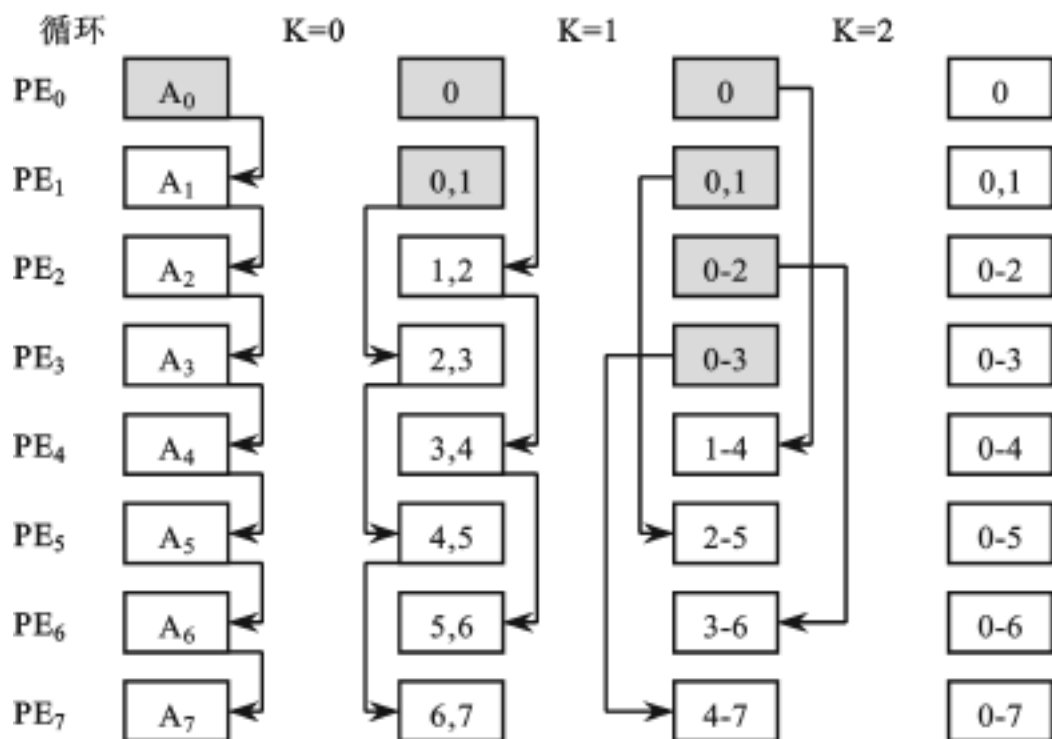 循环 K=0 K=1 K=2
PE₀ A₀ 0 0 0
PE₁ A₁ 0,1 0,1 0,1
PE₂ A₂ 1,2 0-2 0-2
PE₃ A₃ 2,3 0-3 0-3
PE₄ A₄ 3,4 1-4 0-4
PE₅ A₅ 4,5 2-5 0-5
PE₆ A₆ 5,6 3-6 0-6
PE₇ A₇ 6,7 4-7 0-7